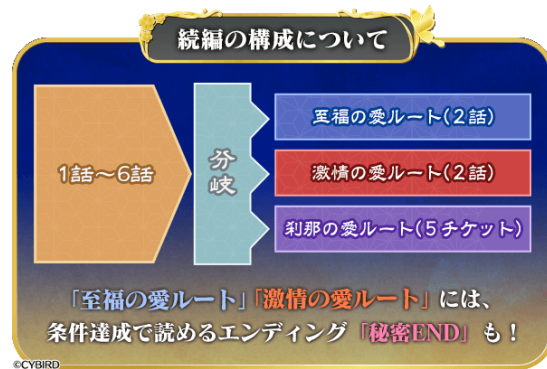 続編の構成について
1話〜6話
分岐
至福の愛ルート(2話)
激情の愛ルート(2話)
刹那の愛ルート(5チケット)
「至福の愛ルート」「激情の愛ルート」には、
条件達成で読めるエンディング「秘密END」も！
©CYBIRD